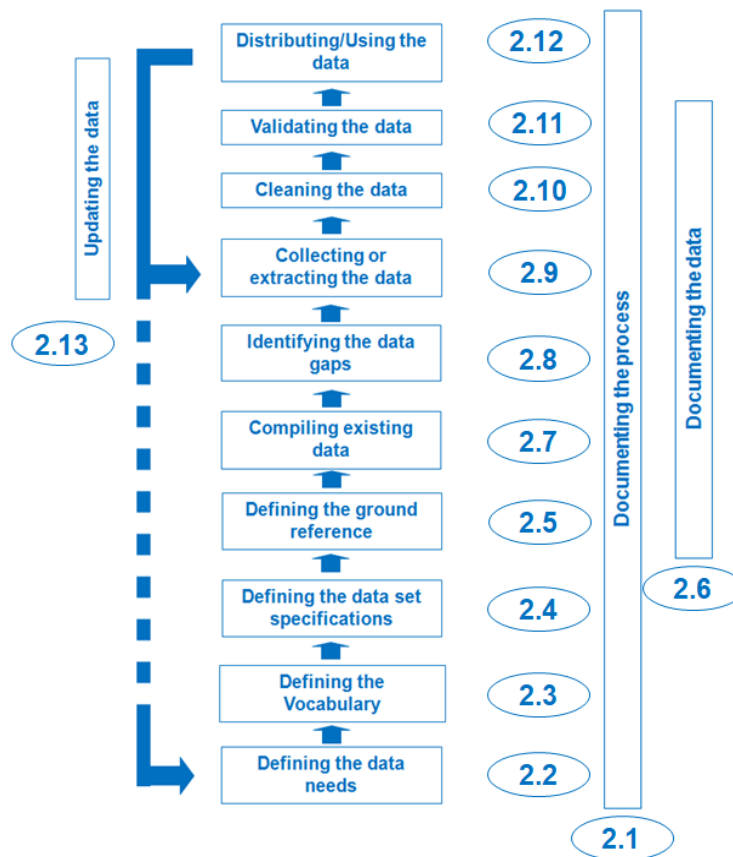 Distributing/Using the
data
2.12
Validating the data
2.11
Cleaning the data
2.10
Collecting or
extracting the data
2.9
Identifying the data
gaps
2.8
Compiling existing
data
2.7
Defining the ground
reference
2.5
Defining the data set
specifications
2.4
Defining the
Vocabulary
2.3
Defining the data
needs
2.2
Updating the data
2.13
Documenting the process
2.1
Documenting the data
2.6